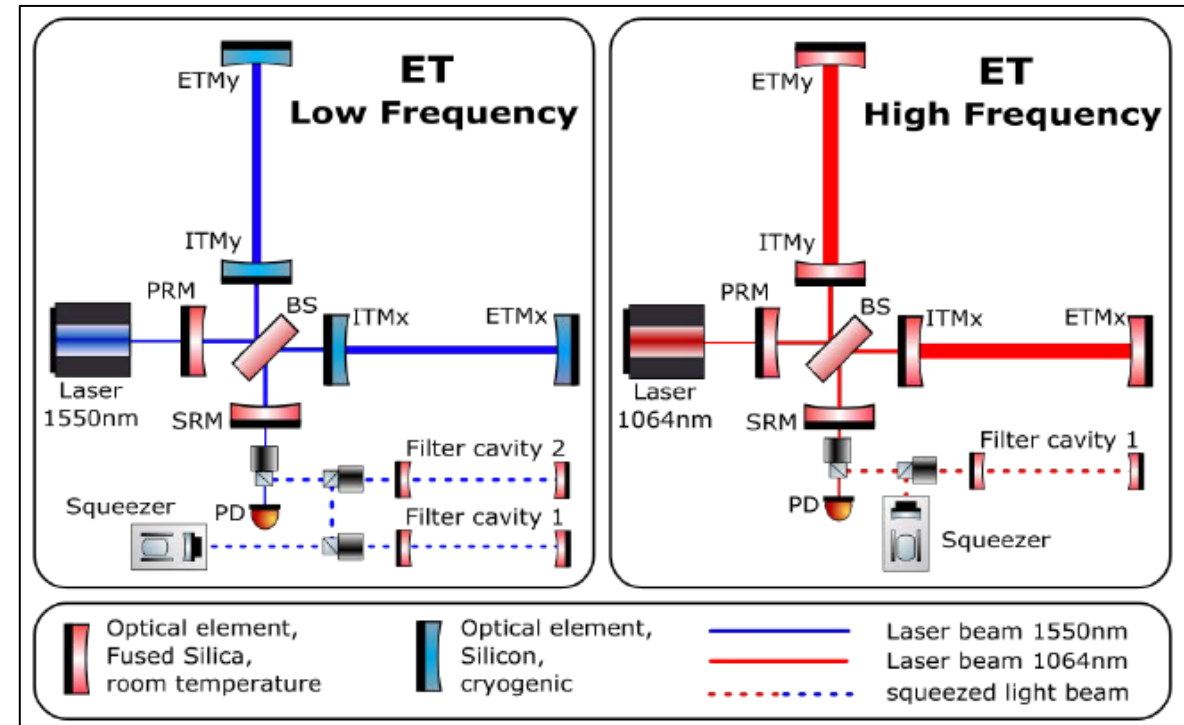 ET
Low Frequency
ETMy
ITMy
PRM
BS
ITMx
ETMx
Laser
1550nm
SRM
Filter cavity 2
Squeezer
PD
Filter cavity 1
ET
High Frequency
ETMy
ITMy
PRM
BS
ITMx
ETMx
Laser
1064nm
SRM
Filter cavity 1
PD
Squeezer
Optical element,
Fused Silica,
room temperature
Optical element,
Silicon,
cryogenic
Laser beam 1550nm
Laser beam 1064nm
squeezed light beam